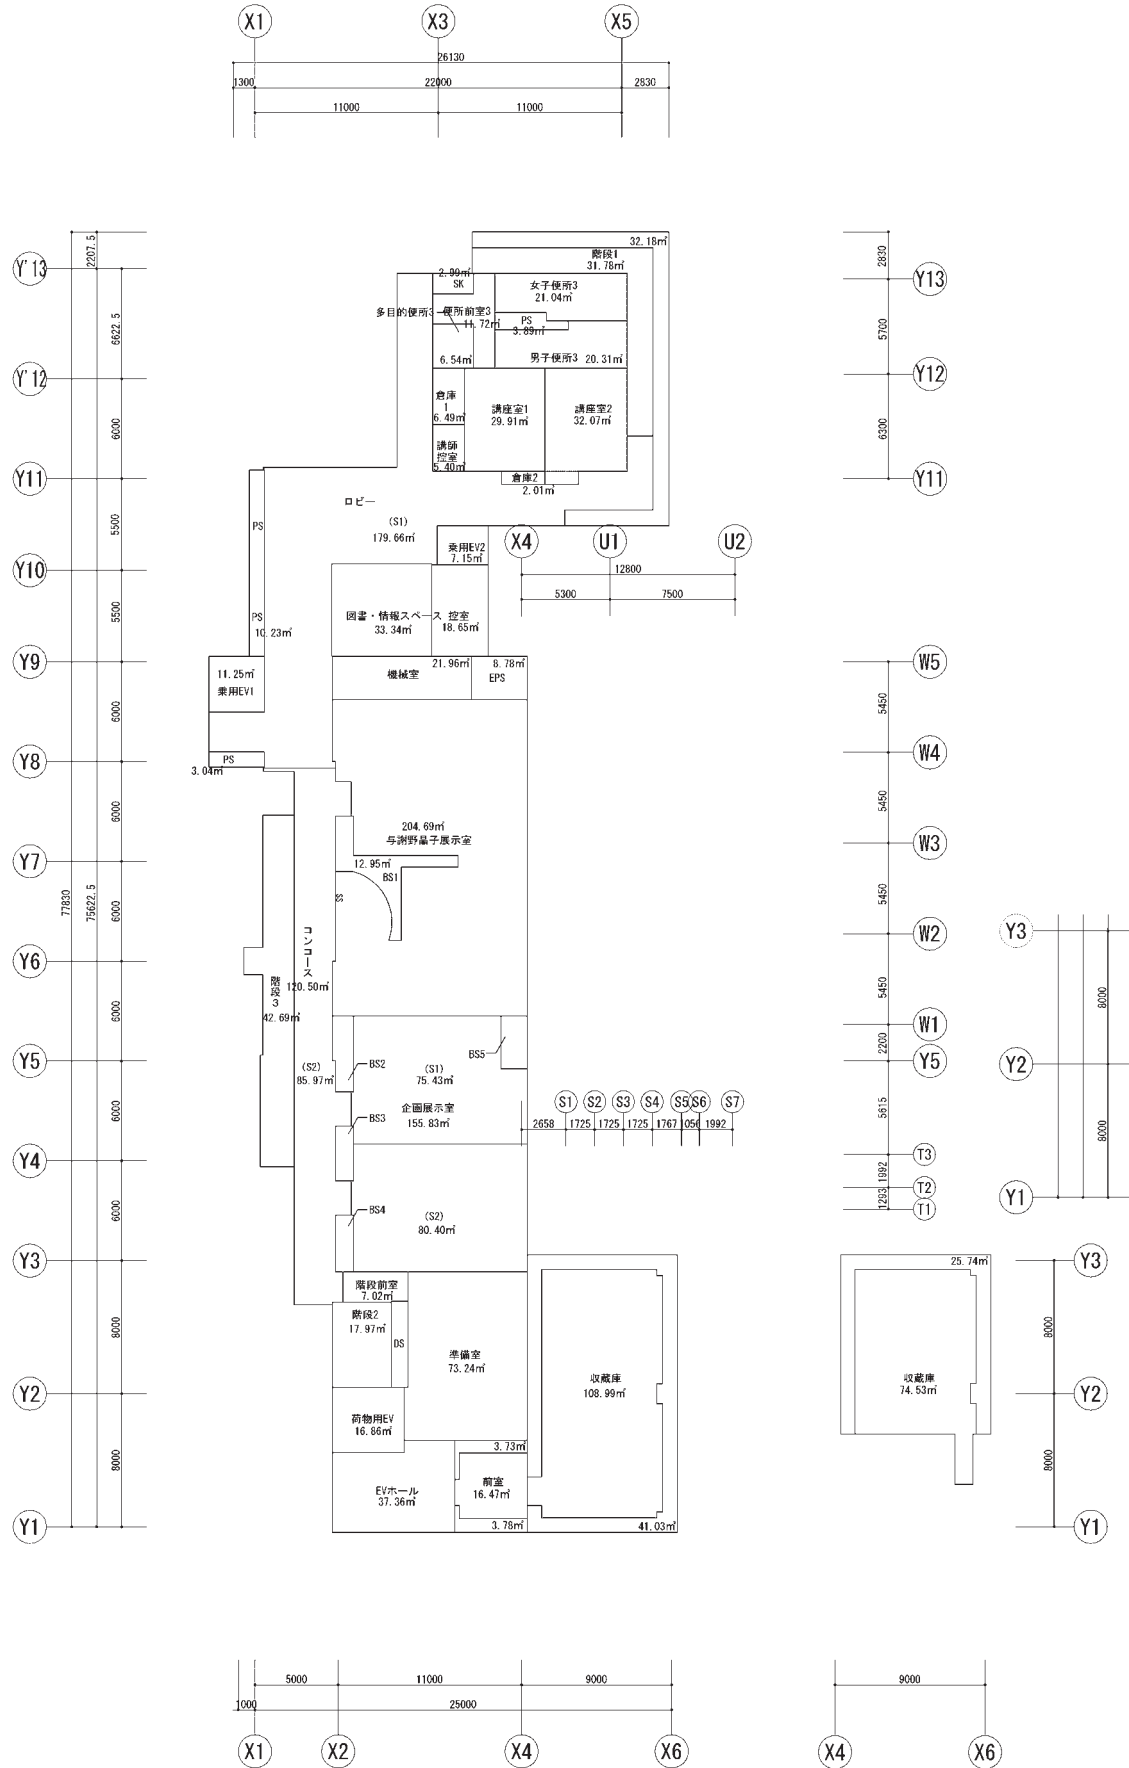 X1
X3
X5
26130
1300
22000
2830
11000
11000
Y'13
Y'12
Y11
Y10
Y9
Y8
Y7
Y6
Y5
Y4
Y3
Y2
Y1
77830
2207.5
75622.5
6622.5
6000
5500
5500
6000
6000
6000
6000
6000
6000
8000
8000
32.18㎡
階段1
31.78㎡
2.99㎡
SK
女子便所3
21.04㎡
多目的便所3
便所前室3
11.72㎡
PS
3.89㎡
6.54㎡
男子便所3 20.31㎡
倉庫
1
6.49㎡
講座室1
29.91㎡
講座室2
32.07㎡
講師
控室
5.40㎡
倉庫2
2.01㎡
ロビー
(S1)
179.66㎡
PS
PS
10.23㎡
乗用EV2
7.15㎡
図書・情報スペース
33.34㎡
控室
18.65㎡
11.25㎡
乗用EV1
21.96㎡
機械室
8.78㎡
EPS
PS
3.04㎡
204.69㎡
与謝野晶子展示室
12.95㎡
BS1
SS
コンコース
120.50㎡
階段3
42.69㎡
(S2)
85.97㎡
BS2
BS5
(S1)
75.43㎡
BS3
企画展示室
155.83㎡
BS4
(S2)
80.40㎡
階段前室
7.02㎡
階段2
17.97㎡
DS
準備室
73.24㎡
収蔵庫
108.99㎡
荷物用EV
16.86㎡
3.73㎡
EVホール
37.36㎡
前室
16.47㎡
3.78㎡
41.03㎡
X4
U1
U2
12800
5300
7500
S1
S2
S3
S4
S5
S6
S7
2658
1725
1725
1725
1767
1056
1992
2830
5700
6300
Y13
Y12
Y11
W5
W4
W3
W2
W1
Y5
T3
T2
T1
5450
5450
5450
5450
2200
5615
1992
1293
Y3
Y2
Y1
8000
8000
25.74㎡
収蔵庫
74.53㎡
Y3
Y2
Y1
8000
8000
8000
8000
5000
11000
9000
1000
25000
X1
X2
X4
X6
9000
X4
X6